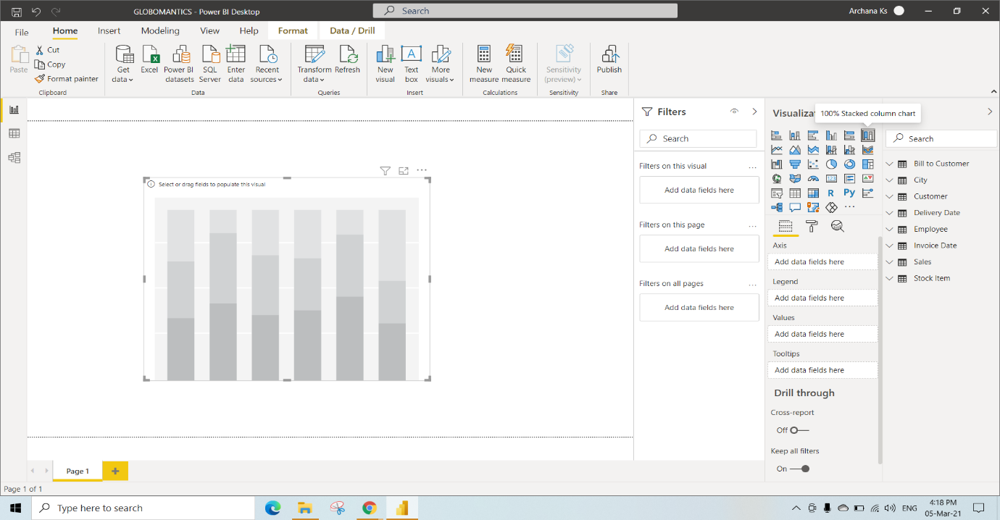 GLOBOMANTICS - Power BI Desktop
Search
Archana Ks
File Home Insert Modeling View Help Format Data / Drill
Paste
Cut
Copy
Format painter
Clipboard
Get data
Excel
Power BI datasets
SQL Server
Enter data
Recent sources
Data
Transform data
Refresh
Queries
New visual
Text box
More visuals
Insert
New measure
Quick measure
Calculations
Sensitivity (preview)
Sensitivity
Publish
Share
Select or drag fields to populate this visual
Filters
Search
Filters on this visual
Add data fields here
Filters on this page
Add data fields here
Filters on all pages
Add data fields here
Visualiza
100% Stacked column chart
R
Py
123
Axis
Add data fields here
Legend
Add data fields here
Values
Add data fields here
Tooltips
Add data fields here
Drill through
Cross-report
Off
Keep all filters
On
Search
Bill to Customer
City
Customer
Delivery Date
Employee
Invoice Date
Sales
Stock Item
Page 1
Page 1 of 1
Type here to search
ENG
4:18 PM
05-Mar-21